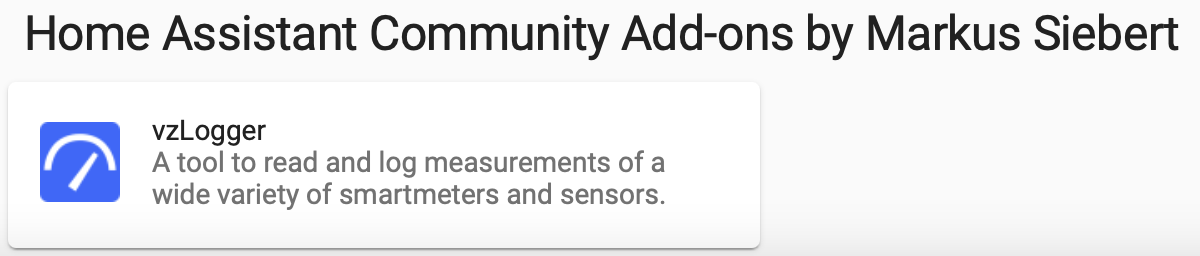 Home Assistant Community Add-ons by Markus Siebert
vzLogger
A tool to read and log measurements of a
wide variety of smartmeters and sensors.